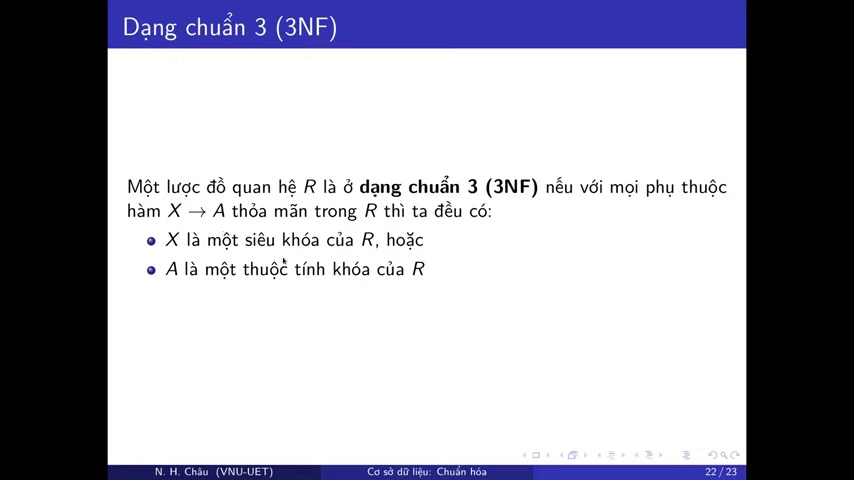 Dạng chuẩn 3 (3NF)
Một lược đồ quan hệ R là ở dạng chuẩn 3 (3NF) nếu với mọi phụ thuộc
hàm X → A thỏa mãn trong R thì ta đều có:
X là một siêu khóa của R, hoặc
A là một thuộc tính khóa của R
N. H. Châu (VNU-UET)
Cơ sở dữ liệu: Chuẩn hóa
22 / 23